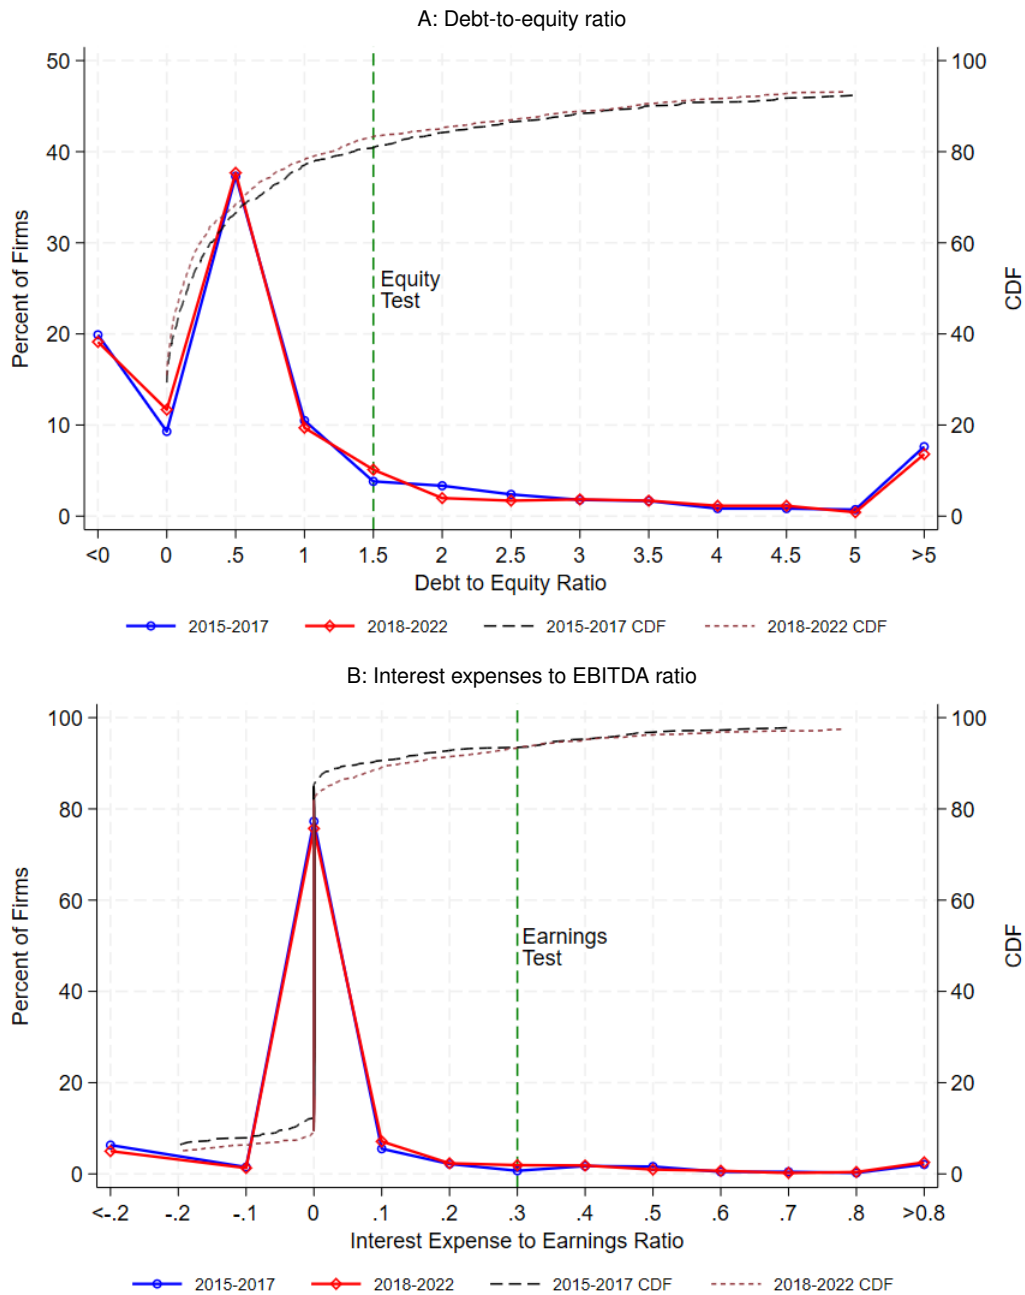 A: Debt-to-equity ratio
50
40
30
20
10
0
100
80
60
40
20
0
Percent of Firms
CDF
Equity
Test
<0 0 .5 1 1.5 2 2.5 3 3.5 4 4.5 5 >5
Debt to Equity Ratio
2015-2017 2018-2022 2015-2017 CDF 2018-2022 CDF
B: Interest expenses to EBITDA ratio
100
80
60
40
20
0
100
80
60
40
20
0
Percent of Firms
CDF
Earnings
Test
<-.2 -.2 -.1 0 .1 .2 .3 .4 .5 .6 .7 .8 >0.8
Interest Expense to Earnings Ratio
2015-2017 2018-2022 2015-2017 CDF 2018-2022 CDF